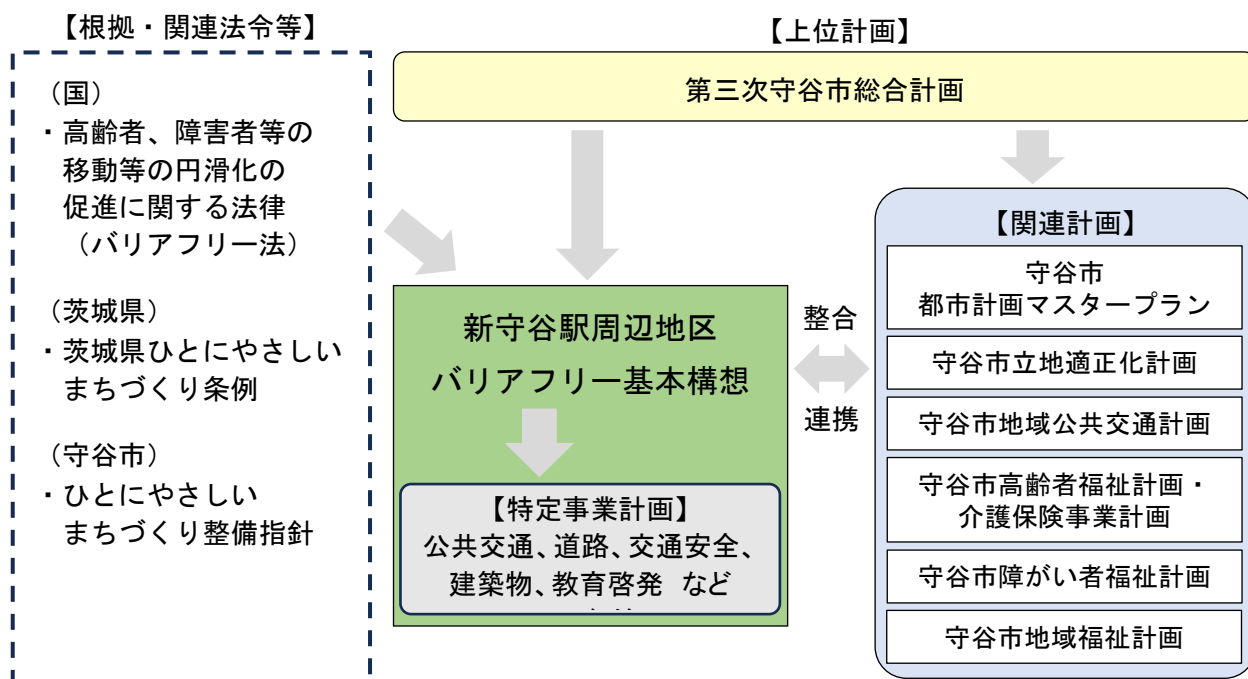 【根拠・関連法令等】
（国）
・高齢者、障害者等の
移動等の円滑化の
促進に関する法律
（バリアフリー法）
（茨城県）
・茨城県ひとにやさしい
まちづくり条例
（守谷市）
・ひとにやさしい
まちづくり整備指針
【上位計画】
第三次守谷市総合計画
新守谷駅周辺地区
バリアフリー基本構想
【特定事業計画】
公共交通、道路、交通安全、
建築物、教育啓発 など
整合
連携
【関連計画】
守谷市
都市計画マスタープラン
守谷市立地適正化計画
守谷市地域公共交通計画
守谷市高齢者福祉計画・
介護保険事業計画
守谷市障がい者福祉計画
守谷市地域福祉計画